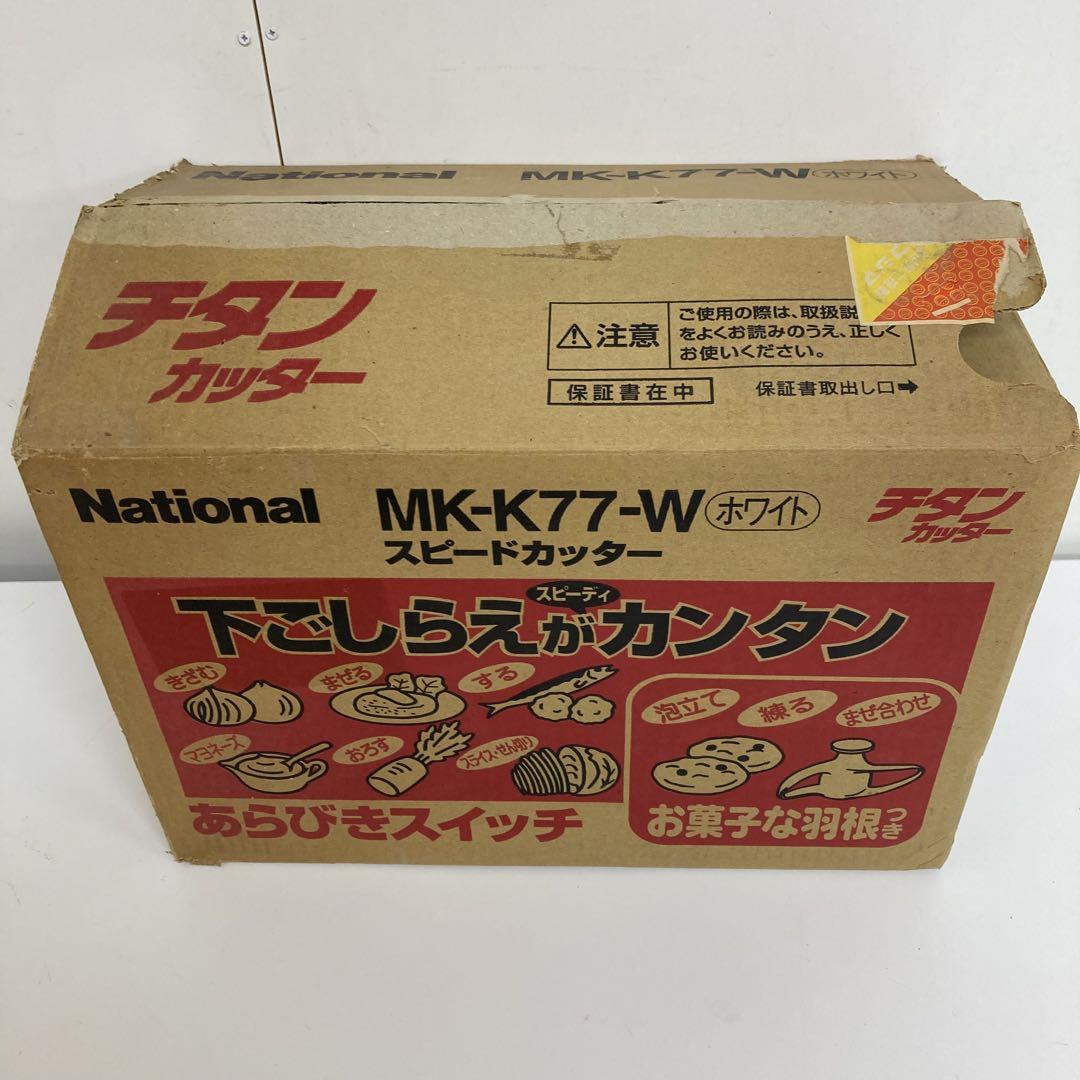 National MK-K77-W ホワイト
チタン
カッター
注意
ご使用の際は、取扱説
をよくお読みのうえ、正しく
お使いください。
保証書在中
保証書取出し口➡
National MK-K77-W ホワイト
スピードカッター
チタン
カッター
スピーディ
下ごしらえがカンタン
きざむ
まぜる
する
マヨネーズ
おろす
スライス・せん切り
あらびきスイッチ
泡立て
練る
まぜ合わせ
お菓子な羽根つき